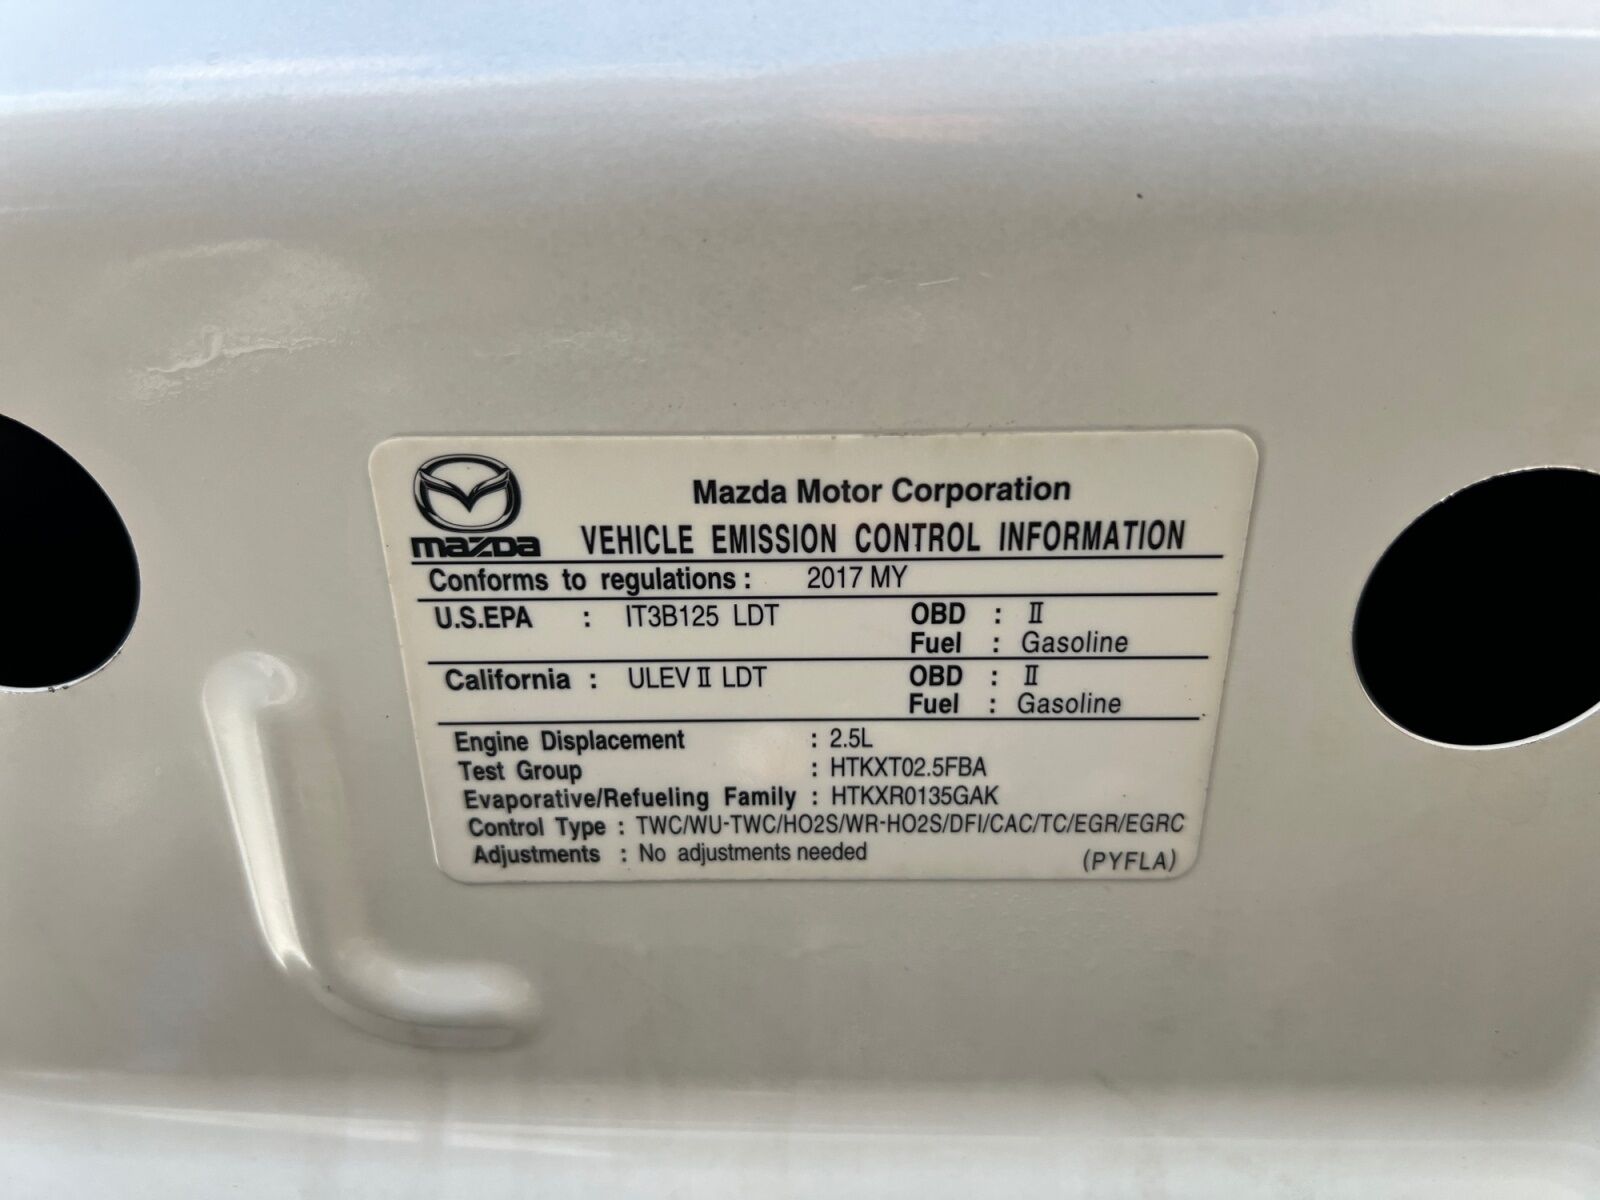 Mazda Motor Corporation
mazda VEHICLE EMISSION CONTROL INFORMATION
Conforms to regulations : 2017 MY
U.S.EPA : IT3B125 LDT OBD : II
Fuel : Gasoline
California : ULEV II LDT OBD : II
Fuel : Gasoline
Engine Displacement : 2.5L
Test Group : HTKXT02.5FBA
Evaporative/Refueling Family : HTKXR0135GAK
Control Type : TWC/WU-TWC/HO2S/WR-HO2S/DFI/CAC/TC/EGR/EGRC
Adjustments : No adjustments needed (PYFLA)